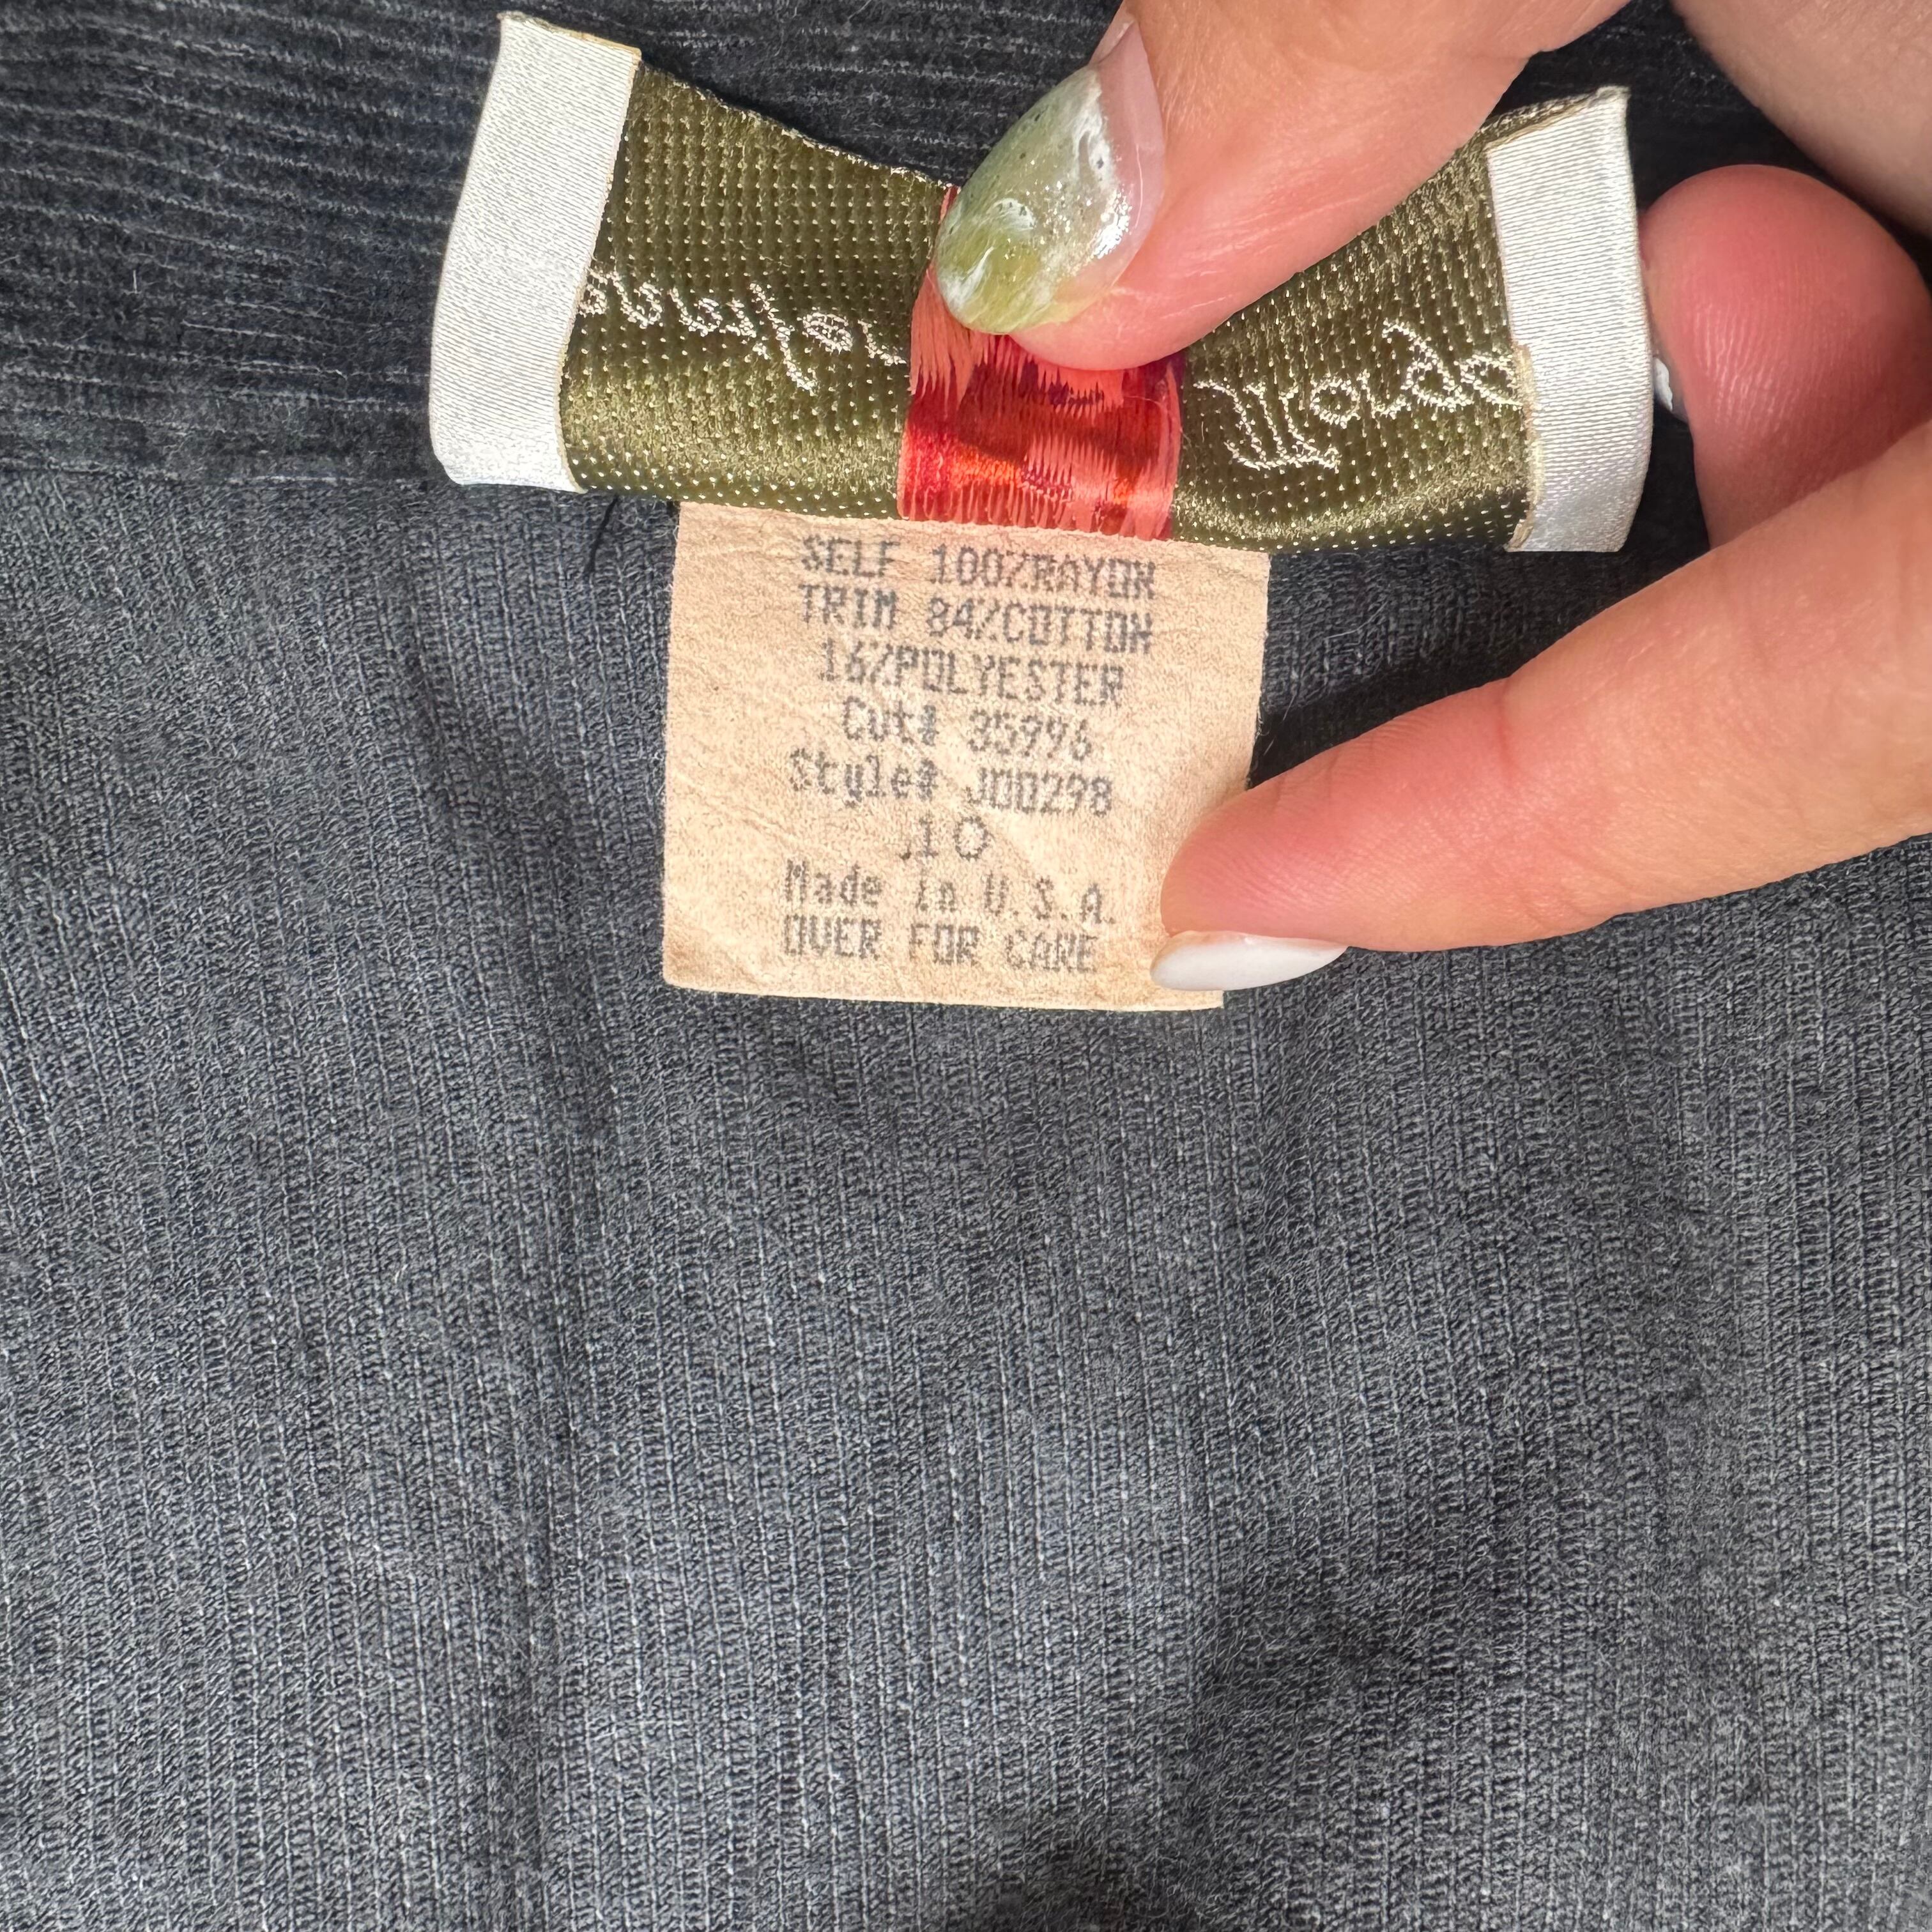 SELF 100%RAYON
TRIM 84%COTTON
16%POLYESTER
Cut# 35996
Style# J00298
10
Made in U.S.A.
OVER FOR CARE